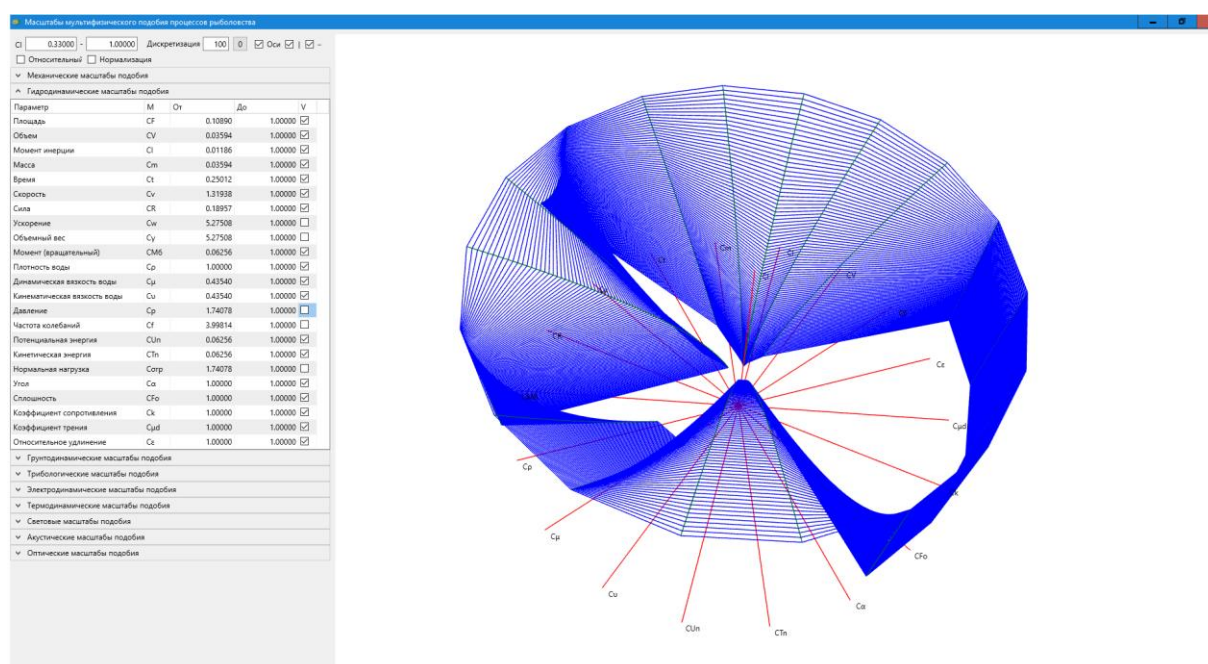 Масштабы мультифизического подобия процессов рыболовства
Cl 0.33000 - 1.00000 Дискретизация 100 0 Оси | -
Относительный Нормализация
Механические масштабы подобия
Гидродинамические масштабы подобия
Параметр М От До V
Площадь CF 0.10890 1.00000
Объем CV 0.03594 1.00000
Момент инерции CI 0.01186 1.00000
Масса Cm 0.03594 1.00000
Время Ct 0.25012 1.00000
Скорость Cv 1.31938 1.00000
Сила CR 0.18957 1.00000
Ускорение Cw 5.27508 1.00000
Объемный вес Cγ 5.27508 1.00000
Момент (вращательный) CMб 0.06256 1.00000
Плотность воды Cρ 1.00000 1.00000
Динамическая вязкость воды Cμ 0.43540 1.00000
Кинематическая вязкость воды Cu 0.43540 1.00000
Давление Cp 1.74078 1.00000
Частота колебаний Cf 3.99814 1.00000
Потенциальная энергия CUп 0.06256 1.00000
Кинетическая энергия CTп 0.06256 1.00000
Нормальная нагрузка Cσтр 1.74078 1.00000
Угол Cα 1.00000 1.00000
Сплошность CFo 1.00000 1.00000
Коэффициент сопротивления Ck 1.00000 1.00000
Коэффициент трения Cμd 1.00000 1.00000
Относительное удлинение Cε 1.00000 1.00000
Грунтодинамические масштабы подобия
Трибологические масштабы подобия
Электродинамические масштабы подобия
Термодинамические масштабы подобия
Световые масштабы подобия
Акустические масштабы подобия
Оптические масштабы подобия
Cm
CV
Cε
Cμd
Cρ
CFo
Cμ
Cu
Cα
CUп
CTп